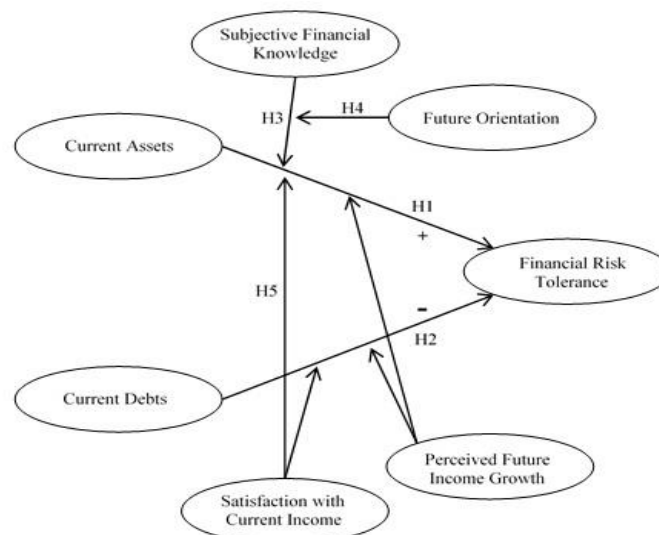 Subjective Financial
Knowledge
H4
H3
Future Orientation
Current Assets
H1
+
Financial Risk
Tolerance
H5
-
H2
Current Debts
Perceived Future
Income Growth
Satisfaction with
Current Income